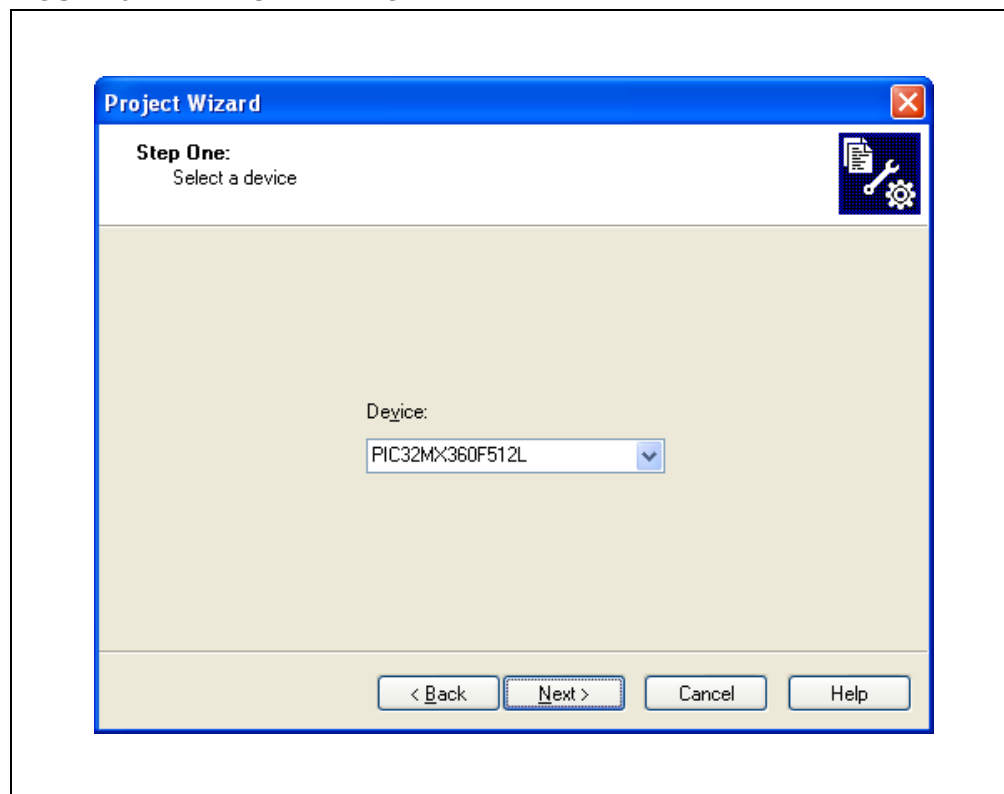 Project Wizard
Step One:
Select a device
Device:
PIC32MX360F512L
< Back Next > Cancel Help